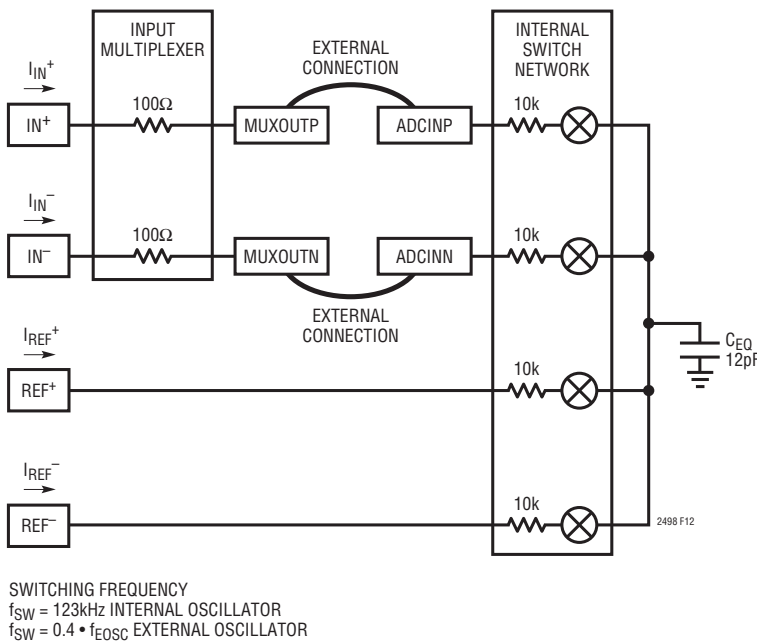 INPUT
MULTIPLEXER
EXTERNAL
CONNECTION
INTERNAL
SWITCH
NETWORK
IIN+
IN+
100Ω
MUXOUTP
ADCINP
10k
IIN–
IN–
100Ω
MUXOUTN
ADCINN
10k
EXTERNAL
CONNECTION
IREF+
REF+
10k
CEQ
12pF
IREF–
REF–
10k
2498 F12
SWITCHING FREQUENCY
fSW = 123kHz INTERNAL OSCILLATOR
fSW = 0.4 • fEOSC EXTERNAL OSCILLATOR